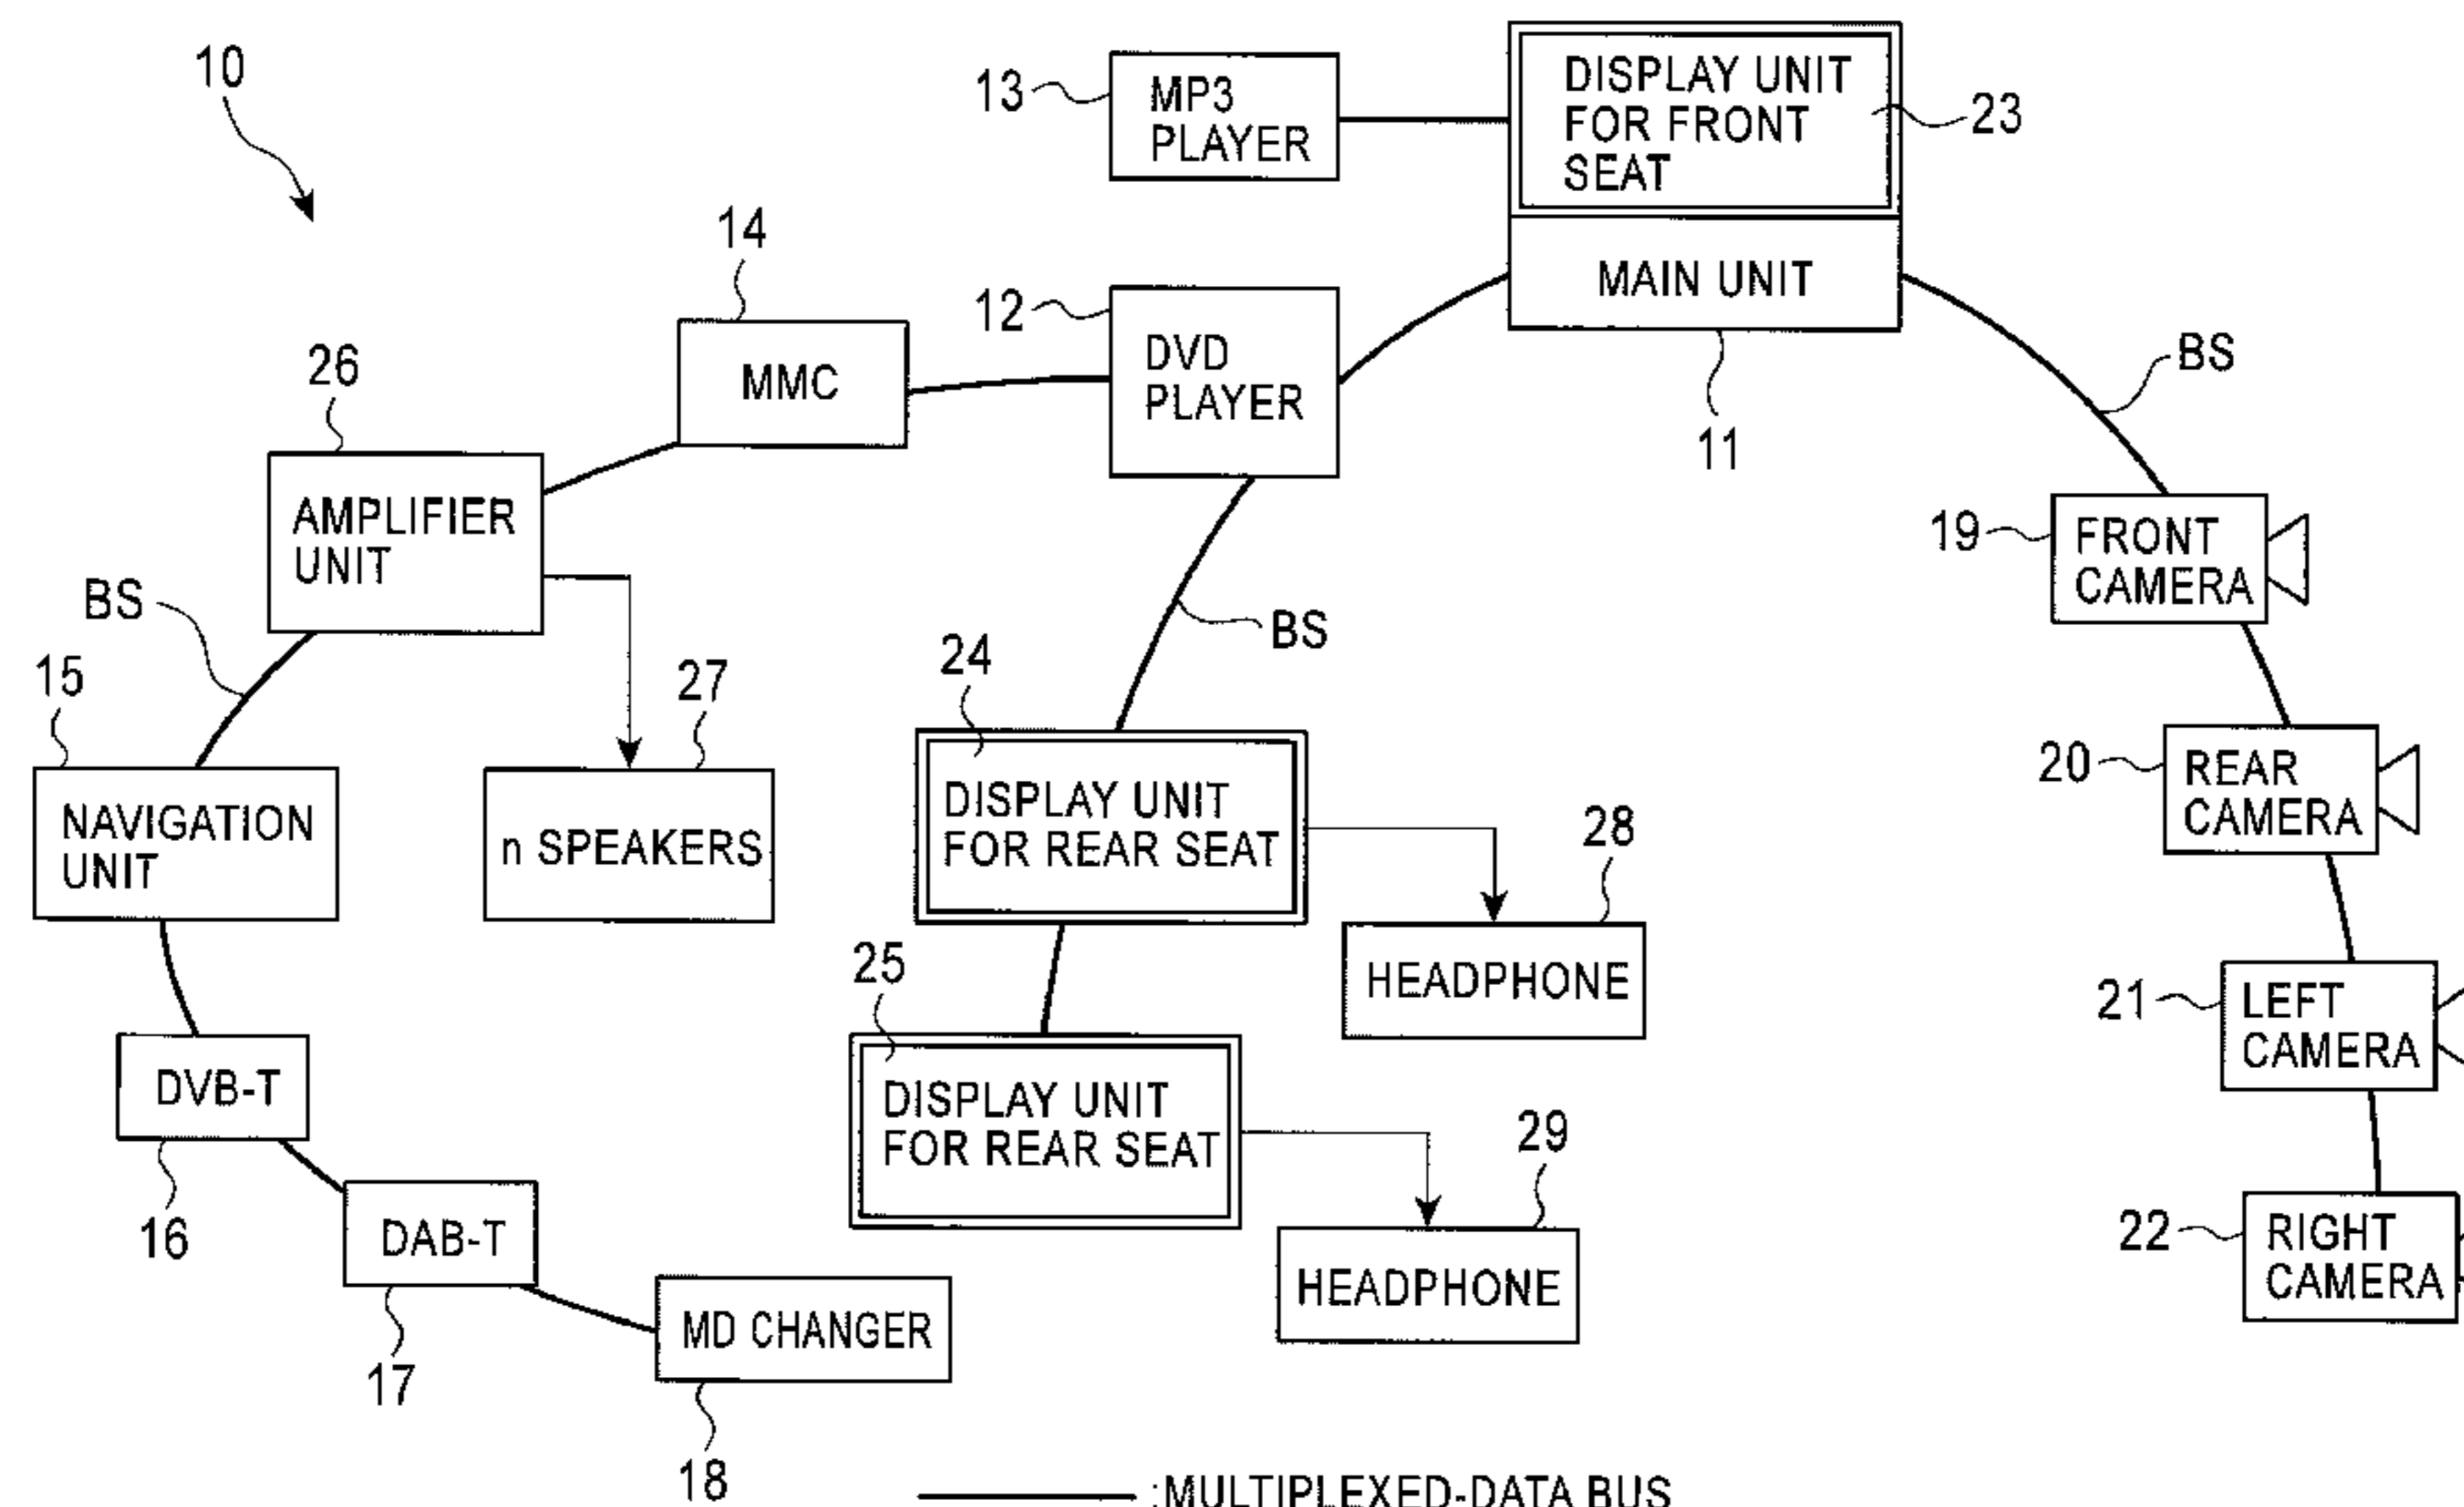 10
13
MP3
PLAYER
DISPLAY UNIT
FOR FRONT
SEAT
23
14
12
MAIN UNIT
11
BS
26
MMC
DVD
PLAYER
AMPLIFIER
UNIT
19
FRONT
CAMERA
BS
BS
15
27
24
20
REAR
CAMERA
NAVIGATION
UNIT
n SPEAKERS
DISPLAY UNIT
FOR REAR SEAT
28
HEADPHONE
25
21
LEFT
CAMERA
DVB-T
16
DISPLAY UNIT
FOR REAR SEAT
29
HEADPHONE
22
RIGHT
CAMERA
DAB-T
17
MD CHANGER
18
:MULTIPLEXED-DATA BUS